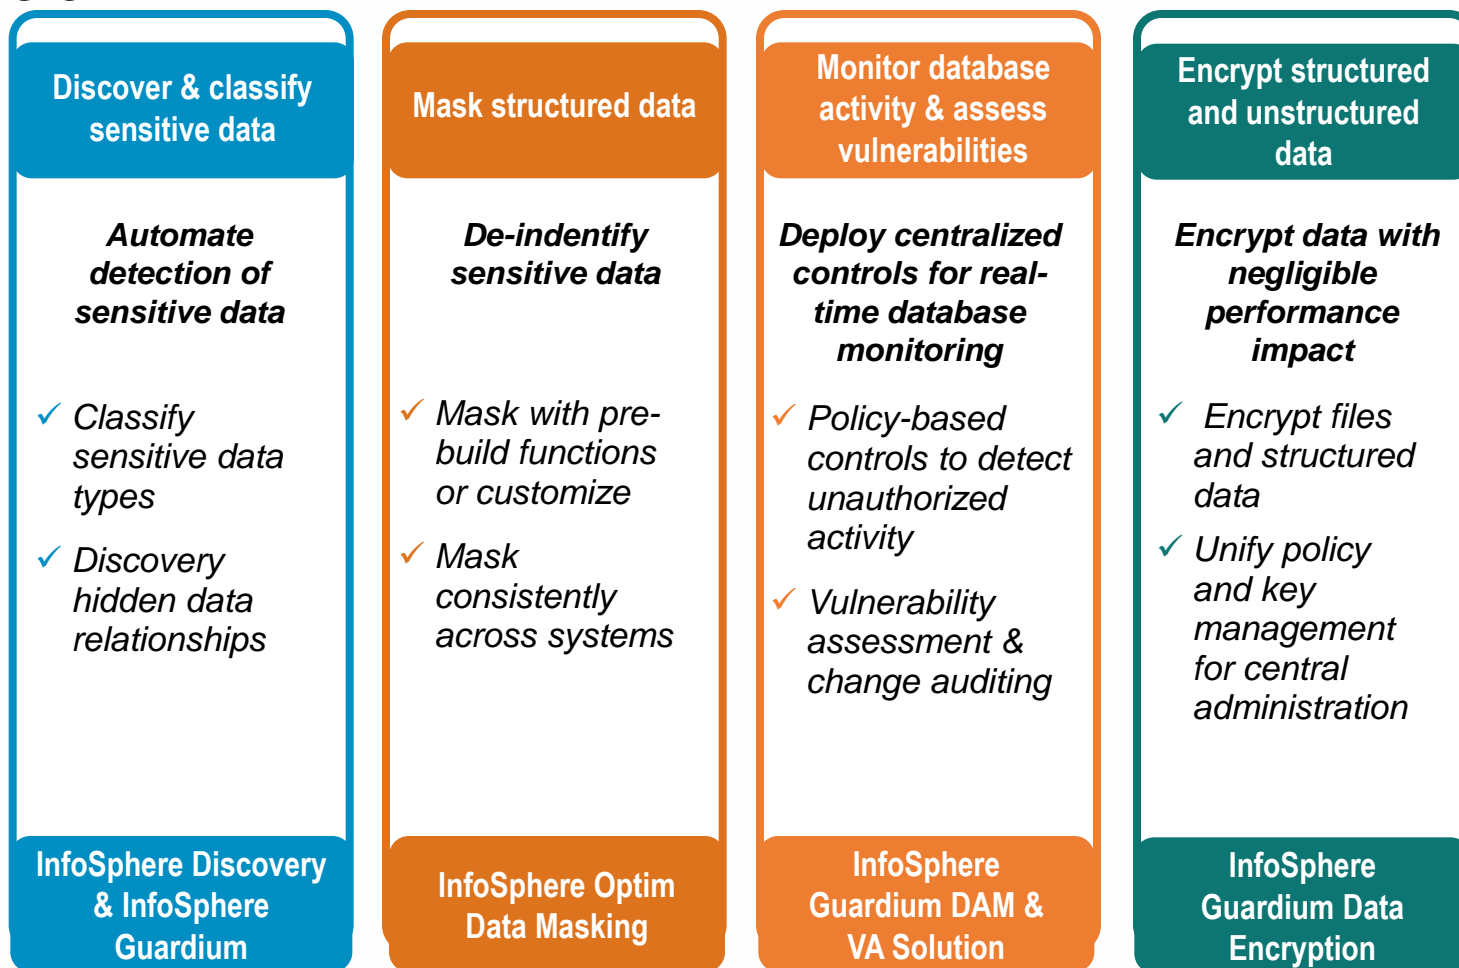 Discover & classify
sensitive data
Automate
detection of
sensitive data
✓ Classify
sensitive data
types
✓ Discovery
hidden data
relationships
InfoSphere Discovery
& InfoSphere
Guardium
Mask structured data
De-indentify
sensitive data
✓ Mask with pre-
build functions
or customize
✓ Mask
consistently
across systems
InfoSphere Optim
Data Masking
Monitor database
activity & assess
vulnerabilities
Deploy centralized
controls for real-
time database
monitoring
✓ Policy-based
controls to detect
unauthorized
activity
✓ Vulnerability
assessment &
change auditing
InfoSphere
Guardium DAM &
VA Solution
Encrypt structured
and unstructured
data
Encrypt data with
negligible
performance
impact
✓ Encrypt files
and structured
data
✓ Unify policy
and key
management
for central
administration
InfoSphere
Guardium Data
Encryption